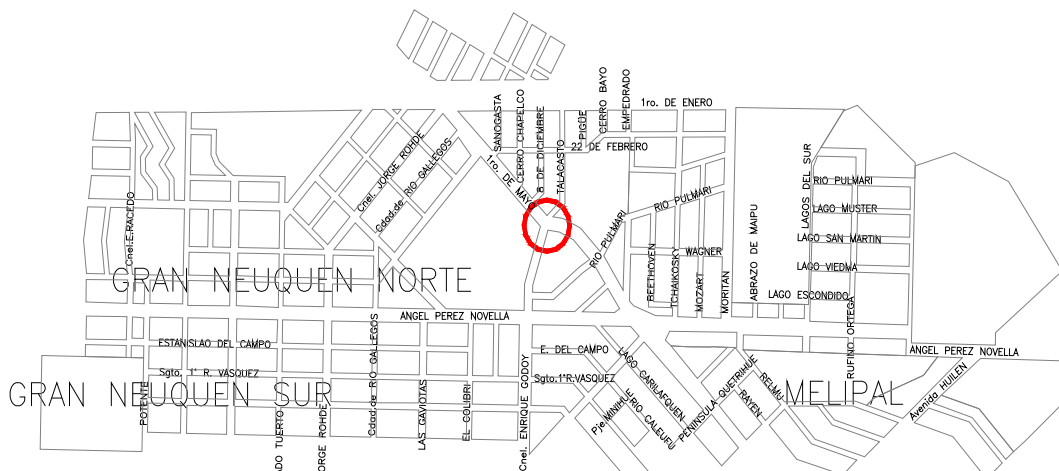 1ro. DE ENERO
SANOGASTA
CERRO CHAPELCO
8 DE DICIEMBRE
TALACASTO
PIGÜE
CERRO BAYO
EMPEDRADO
22 DE FEBRERO
Cnel. JORGE ROHDE
Cdad.de RIO GALLEGOS
1ro. DE MAYO
Cnel.E.RACEDO
RIO PULMARI
RIO PULMARI
LAGOS DEL SUR
RIO PULMARI
LAGO MUSTER
LAGO SAN MARTIN
LAGO VIEDMA
LAGO ESCONDIDO
WAGNER
BEETHOVEN
TCHAIKOSKY
MOZART
MORITAN
ABRAZO DE MAIPU
RUFINO ORTEGA
GRAN NEUQUEN NORTE
ANGEL PEREZ NOVELLA
ESTANISLAO DEL CAMPO
Sgto. 1° R. VASQUEZ
E. DEL CAMPO
Sgto.1°R.VASQUEZ
ANGEL PEREZ NOVELLA
GRAN NEUQUEN SUR
MELIPAL
POTENTE
ADO TUERTO
ORGE ROHDE
Cdad.de RIO GALLEGOS
LAS GAVIOTAS
EL COLIBRI
Cnel. ENRIQUE GODOY
LAGO CARILAFQUEN
Pje.MINIHU
RIO CALEUFU
PENINSULA QUETRIHUE
RELMU
RAYEN
Avenida HUILEN